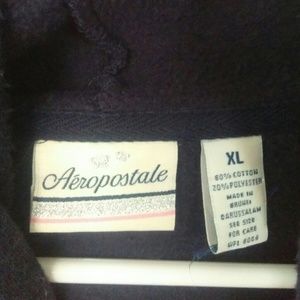 Aéropostale
XL
80% COTTON
20% POLYESTER
MADE IN
BRUNEI
DARUSSALAM
SEE SIDE
FOR CARE